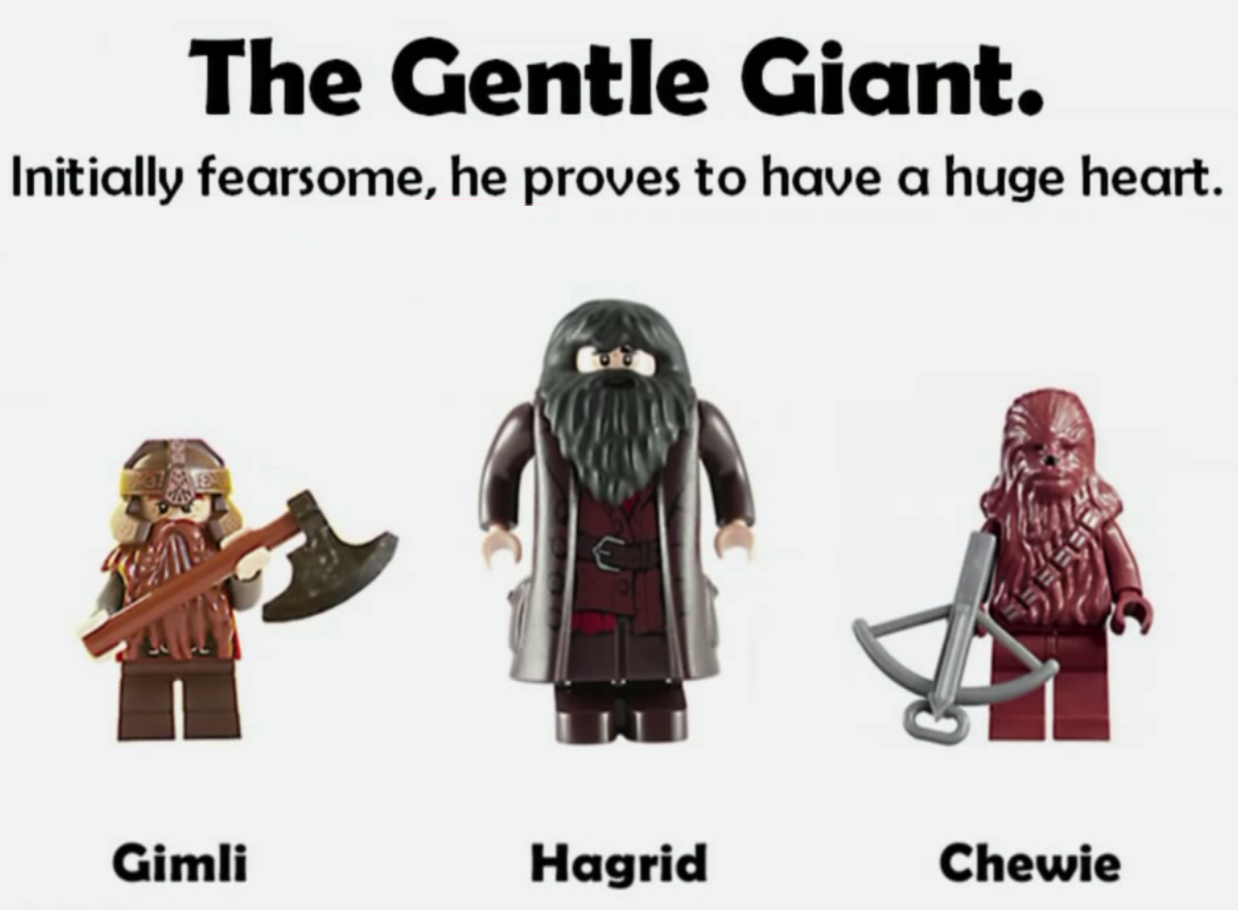 The Gentle Giant.
Initially fearsome, he proves to have a huge heart.
Gimli Hagrid Chewie